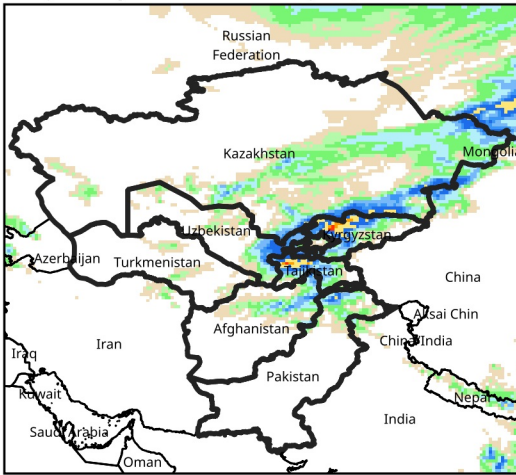 Russian
Federation
Kazakhstan
Mongolia
Uzbekistan
Kyrgyzstan
Azerbaijan
Turkmenistan
Tajikistan
China
Aksai Chin
Afghanistan
China/India
Iran
Iraq
Pakistan
Kuwait
Nepal
India
Saudi Arabia
Oman